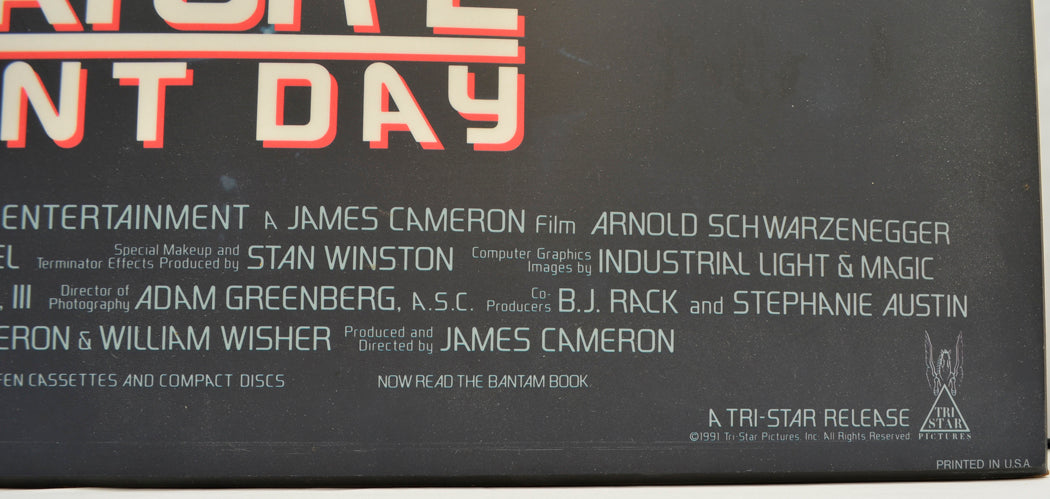 NT DAY
ENTERTAINMENT A JAMES CAMERON Film ARNOLD SCHWARZENEGGER
Special Makeup and
Terminator Effects Produced by STAN WINSTON Computer Graphics
Images by INDUSTRIAL LIGHT & MAGIC
III Director of
Photography ADAM GREENBERG, A.S.C. Co-
Producers B.J. RACK and STEPHANIE AUSTIN
ERON & WILLIAM WISHER Produced and
Directed by JAMES CAMERON
FEN CASSETTES AND COMPACT DISCS NOW READ THE BANTAM BOOK.
A TRI-STAR RELEASE
©1991 Tri-Star Pictures, Inc. All Rights Reserved.
TRI
STAR
PICTURES
PRINTED IN U.S.A.